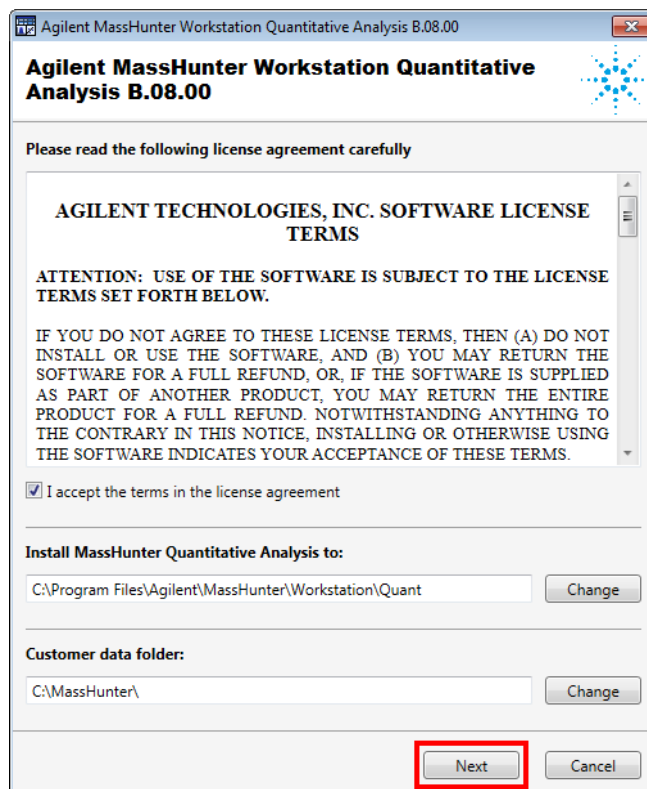 Agilent MassHunter Workstation Quantitative Analysis B.08.00
Agilent MassHunter Workstation Quantitative
Analysis B.08.00
Please read the following license agreement carefully
AGILENT TECHNOLOGIES, INC. SOFTWARE LICENSE
TERMS
ATTENTION:  USE OF THE SOFTWARE IS SUBJECT TO THE LICENSE
TERMS SET FORTH BELOW.
IF YOU DO NOT AGREE TO THESE LICENSE TERMS, THEN (A) DO NOT
INSTALL OR USE THE SOFTWARE, AND (B) YOU MAY RETURN THE
SOFTWARE FOR A FULL REFUND, OR, IF THE SOFTWARE IS SUPPLIED
AS PART OF ANOTHER PRODUCT, YOU MAY RETURN THE ENTIRE
PRODUCT FOR A FULL REFUND. NOTWITHSTANDING ANYTHING TO
THE CONTRARY IN THIS NOTICE, INSTALLING OR OTHERWISE USING
THE SOFTWARE INDICATES YOUR ACCEPTANCE OF THESE TERMS.
I accept the terms in the license agreement
Install MassHunter Quantitative Analysis to:
C:\Program Files\Agilent\MassHunter\Workstation\Quant
Change
Customer data folder:
C:\MassHunter\
Change
Next
Cancel